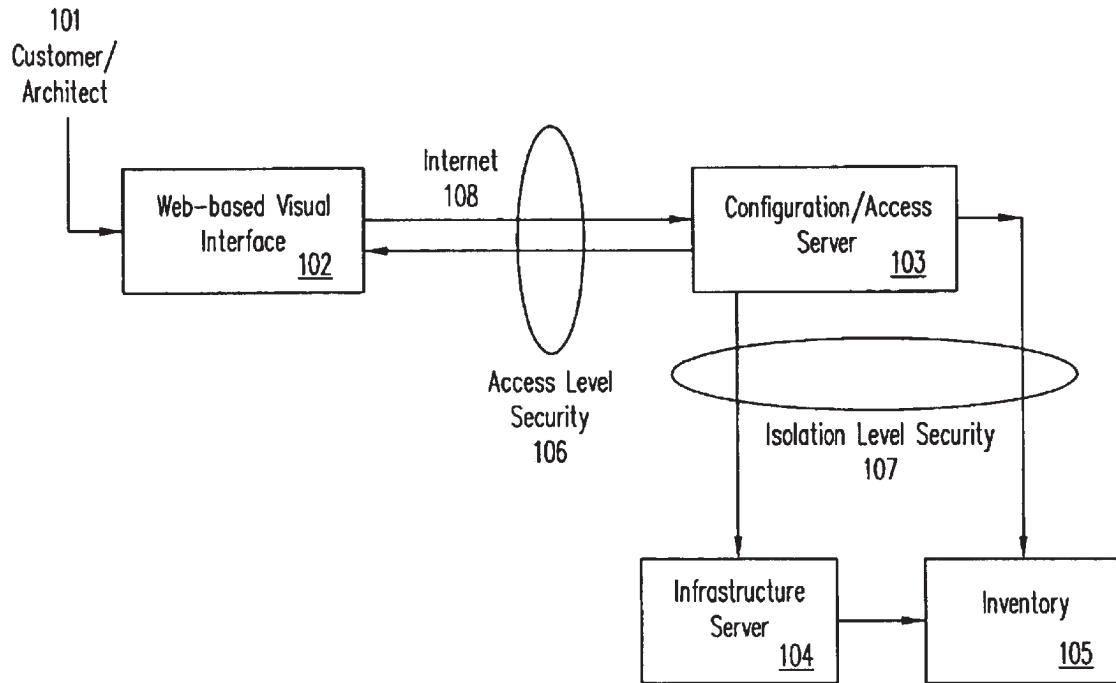 101
Customer/
Architect
Web-based Visual
Interface
102
Internet
108
Configuration/Access
Server
103
Access Level
Security
106
Isolation Level Security
107
Infrastructure
Server
104
Inventory
105